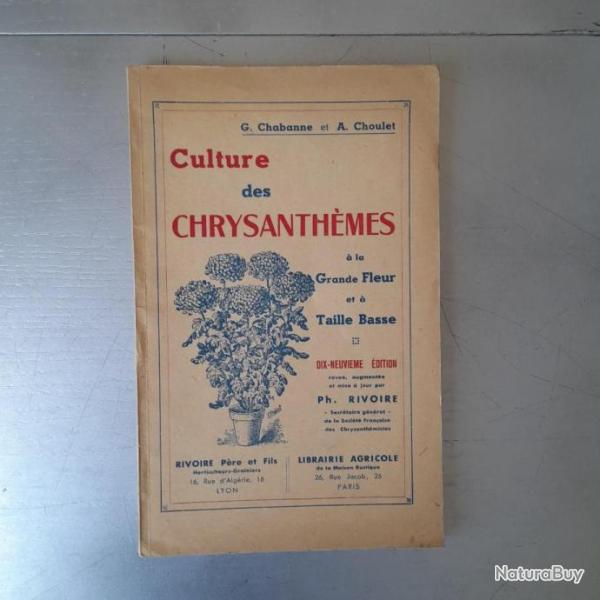 G. Chabanne et A. Choulet
Culture
des
CHRYSANTHÈMES
à la
Grande Fleur
et à
Taille Basse
DIX-NEUVIEME ÉDITION
revue, augmentée
et mise à jour par
Ph. RIVOIRE
- Secrétaire général -
de la Société Française
des Chrysanthémistes
RIVOIRE Père et Fils
Horticulteurs-Grainiers
16, Rue d'Algérie, 16
LYON
LIBRAIRIE AGRICOLE
de la Maison Rustique
26, Rue Jacob, 26
PARIS
NaturaBuy